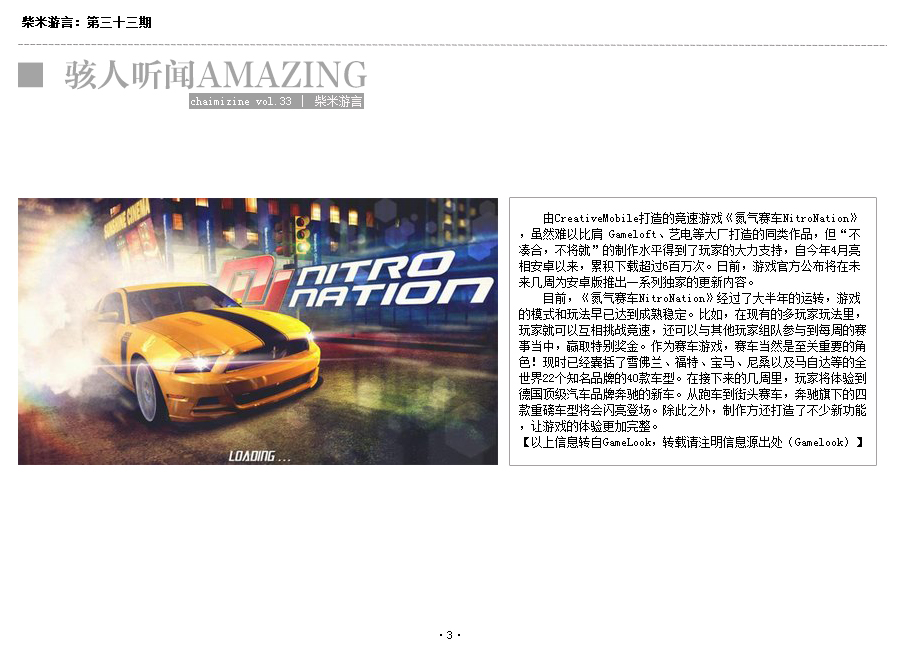 柴米游言：第三十三期
骇人听闻AMAZING
chaimizine vol.33 | 柴米游言
SUNSHINE CINEMA
NITRO
NATION
LOADING...
由CreativeMobile打造的竞速游戏《氮气赛车NitroNation》
，虽然难以比肩 Gameloft、艺电等大厂打造的同类作品，但“不
凑合，不将就”的制作水平得到了玩家的大力支持，自今年4月亮
相安卓以来，累积下载超过6百万次。日前，游戏官方公布将在未
来几周为安卓版推出一系列独家的更新内容。
目前，《氮气赛车NitroNation》经过了大半年的运转，游戏
的模式和玩法早已达到成熟稳定。比如，在现有的多玩家玩法里，
玩家就可以互相挑战竞速，还可以与其他玩家组队参与到每周的赛
事当中，赢取特别奖金。作为赛车游戏，赛车当然是至关重要的角
色！现时已经囊括了雪佛兰、福特、宝马、尼桑以及马自达等的全
世界22个知名品牌的40款车型。在接下来的几周里，玩家将体验到
德国顶级汽车品牌奔驰的新车。从跑车到街头赛车，奔驰旗下的四
款重磅车型将会闪亮登场。除此之外，制作方还打造了不少新功能
，让游戏的体验更加完整。
【以上信息转自GameLook，转载请注明信息源出处（Gamelook）】
·3·